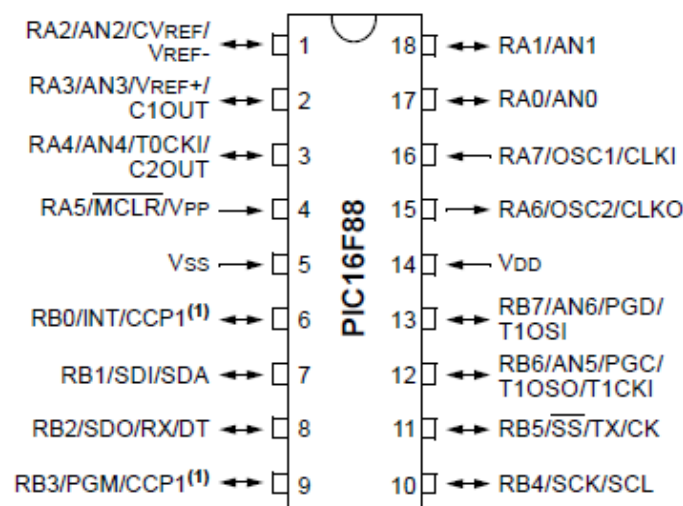 RA2/AN2/CVREF/
VREF-
1
18
RA1/AN1
RA3/AN3/VREF+/
C1OUT
2
17
RA0/AN0
RA4/AN4/T0CKI/
C2OUT
3
16
RA7/OSC1/CLKI
RA5/MCLR/VPP
4
15
RA6/OSC2/CLKO
VSS
5
14
VDD
PIC16F88
RB0/INT/CCP1(1)
6
13
RB7/AN6/PGD/
T1OSI
RB1/SDI/SDA
7
12
RB6/AN5/PGC/
T1OSO/T1CKI
RB2/SDO/RX/DT
8
11
RB5/SS/TX/CK
RB3/PGM/CCP1(1)
9
10
RB4/SCK/SCL